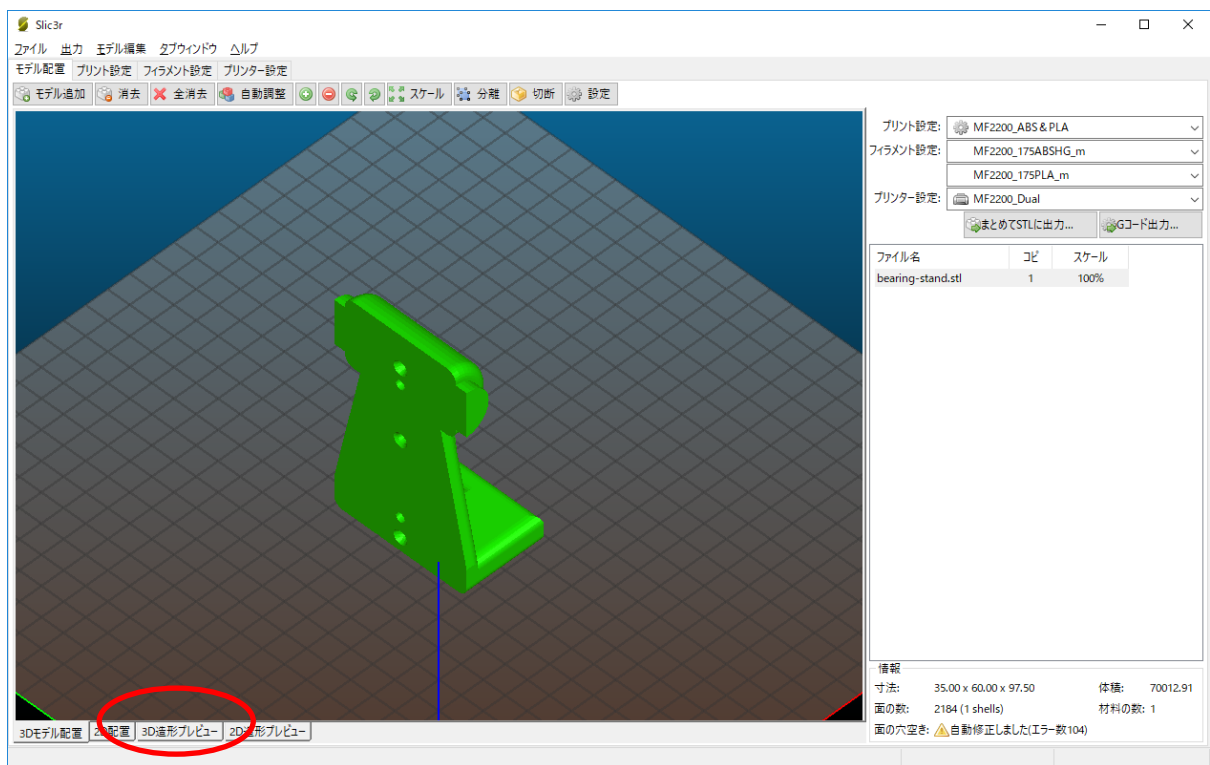 Slic3r
ファイル 出力 モデル編集 タブウィンドウ ヘルプ
モデル配置 プリント設定 フィラメント設定 プリンター設定
モデル追加 消去 全消去 自動調整 スケール 分離 切断 設定
プリント設定: MF2200_ABS & PLA
フィラメント設定: MF2200_175ABSHG_m
MF2200_175PLA_m
プリンター設定: MF2200_Dual
まとめてSTLに出力... Gコード出力...
ファイル名 コピ スケール
bearing-stand.stl 1 100%
情報
寸法: 35.00 x 60.00 x 97.50 体積: 70012.91
面の数: 2184 (1 shells) 材料の数: 1
面の穴空き: 自動修正しました(エラー数104)
3Dモデル配置 2D配置 3D造形プレビュー 2D造形プレビュー